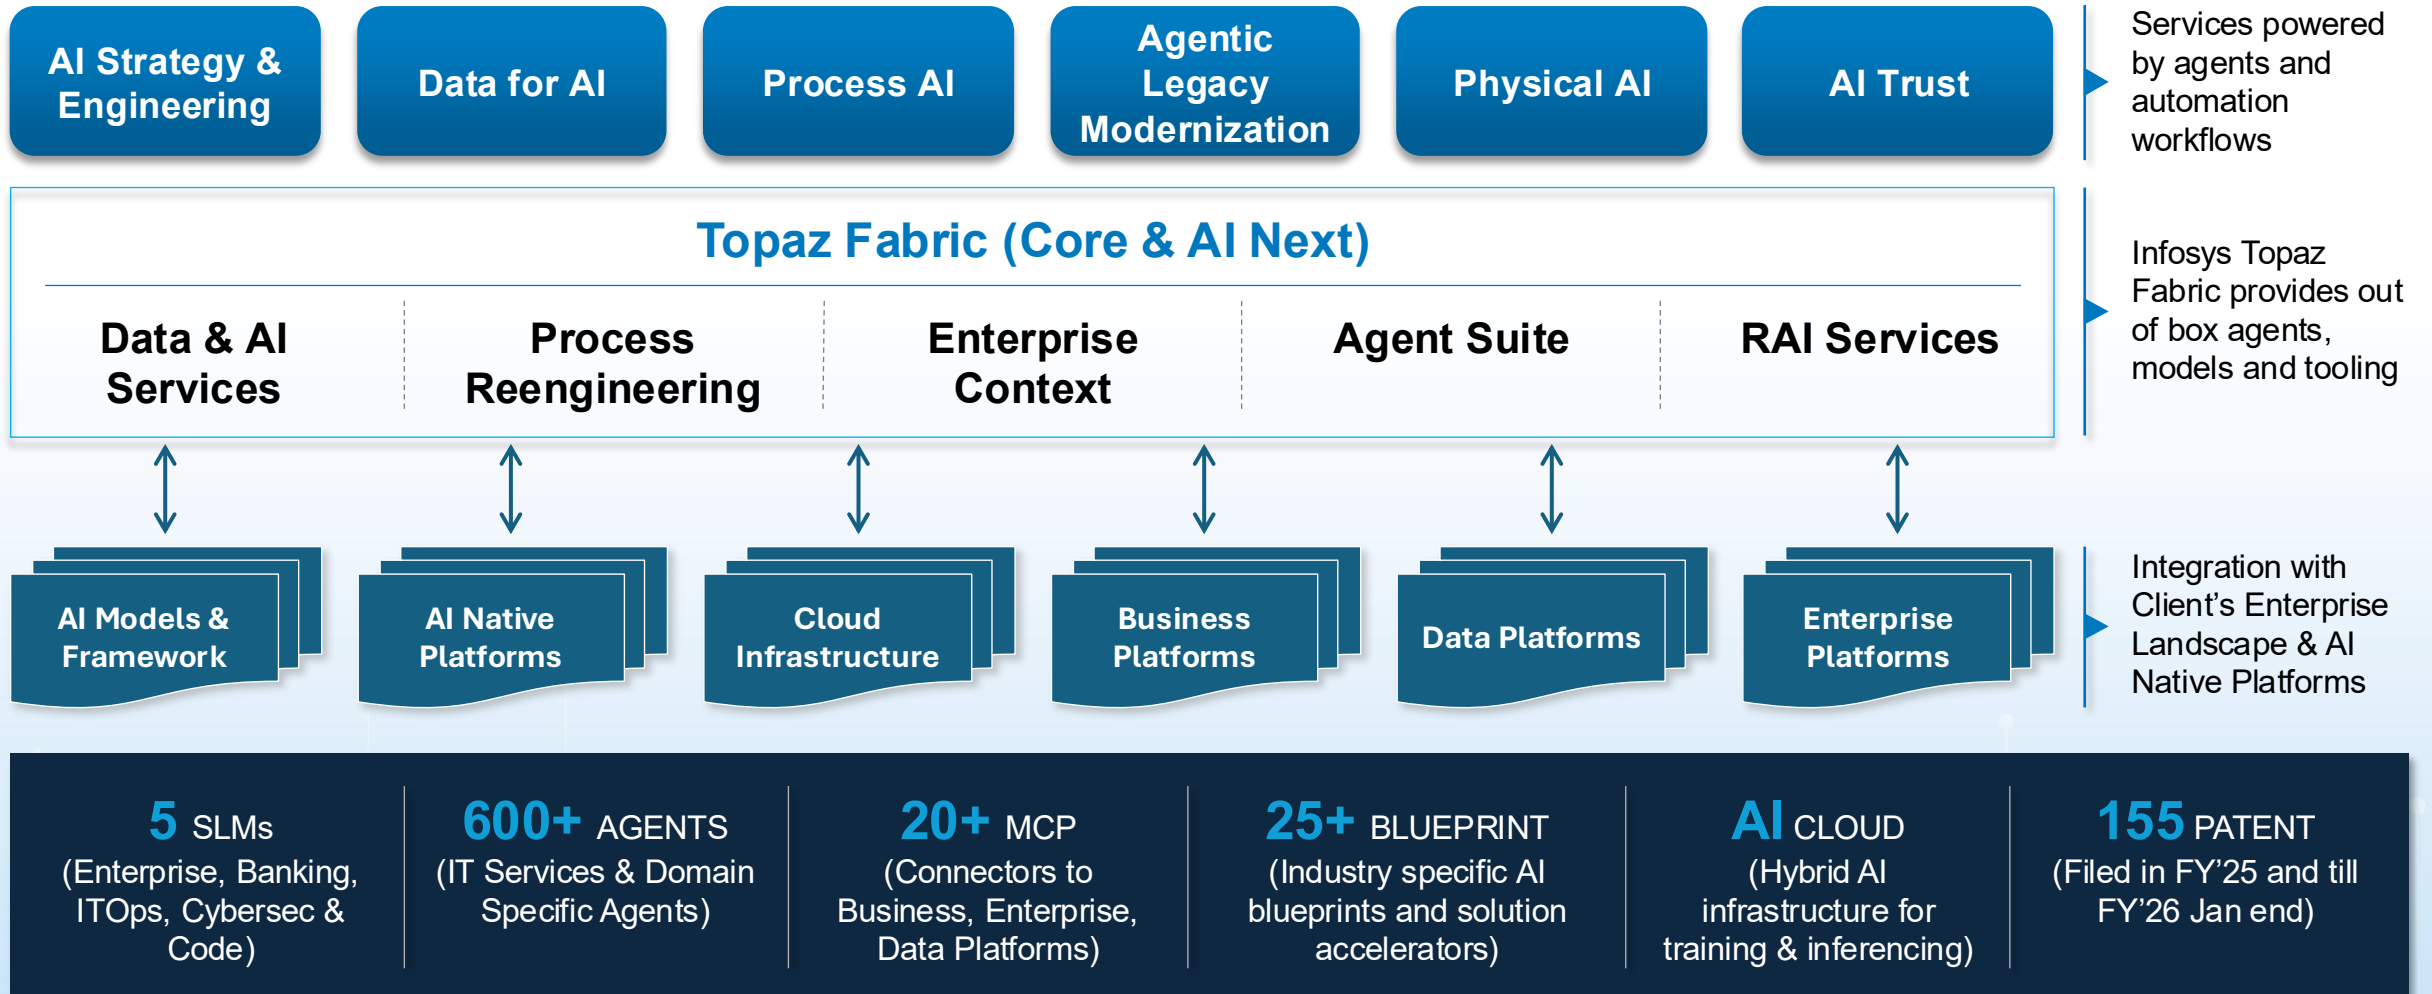 AI Strategy &
Engineering
Data for AI
Process AI
Agentic
Legacy
Modernization
Physical AI
AI Trust
Services powered
by agents and
automation
workflows
Topaz Fabric (Core & AI Next)
Data & AI
Services
Process
Reengineering
Enterprise
Context
Agent Suite
RAI Services
Infosys Topaz
Fabric provides out
of box agents,
models and tooling
AI Models &
Framework
AI Native
Platforms
Cloud
Infrastructure
Business
Platforms
Data Platforms
Enterprise
Platforms
Integration with
Client’s Enterprise
Landscape & AI
Native Platforms
5 SLMs
(Enterprise, Banking,
ITOps, Cybersec &
Code)
600+ AGENTS
(IT Services & Domain
Specific Agents)
20+ MCP
(Connectors to
Business, Enterprise,
Data Platforms)
25+ BLUEPRINT
(Industry specific AI
blueprints and solution
accelerators)
AI CLOUD
(Hybrid AI
infrastructure for
training & inferencing)
155 PATENT
(Filed in FY’25 and till
FY’26 Jan end)